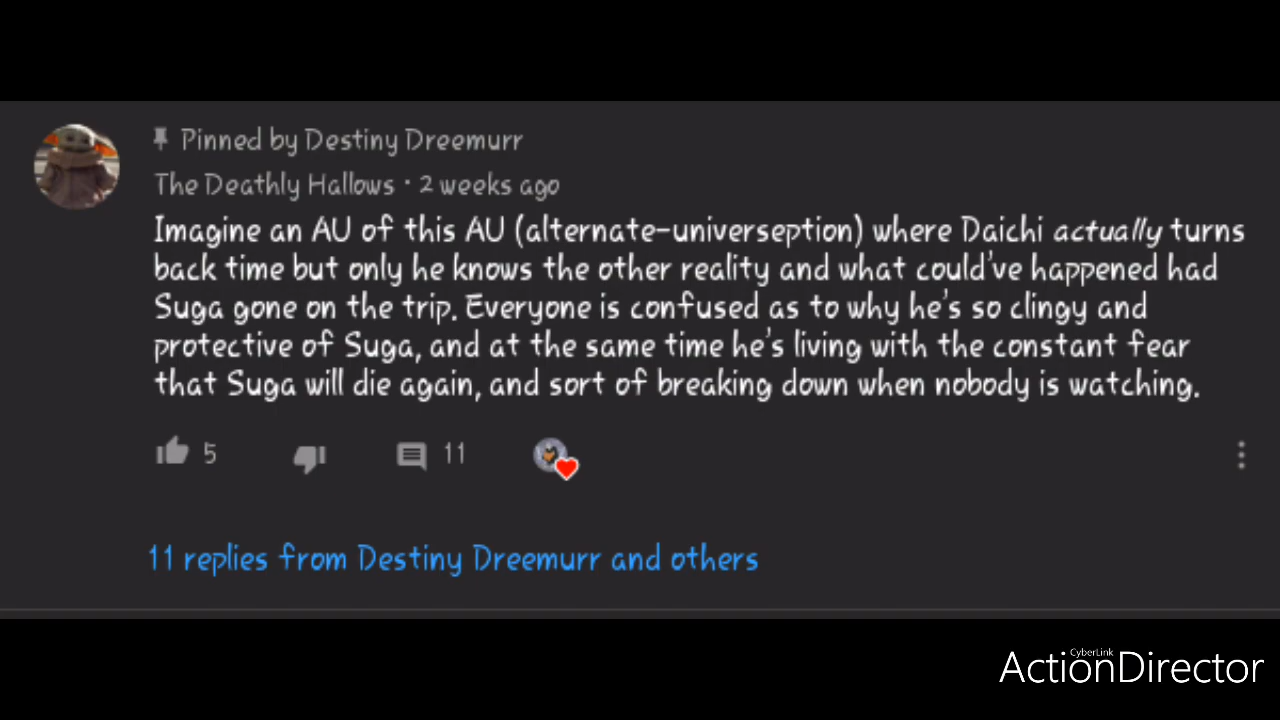 Pinned by Destiny Dreemurr
The Deathly Hallows · 2 weeks ago
Imagine an AU of this AU (alternate-universeption) where Daichi actually turns
back time but only he knows the other reality and what could've happened had
Suga gone on the trip. Everyone is confused as to why he's so clingy and
protective of Suga, and at the same time he's living with the constant fear
that Suga will die again, and sort of breaking down when nobody is watching.
5 11
11 replies from Destiny Dreemurr and others
CyberLink
ActionDirector